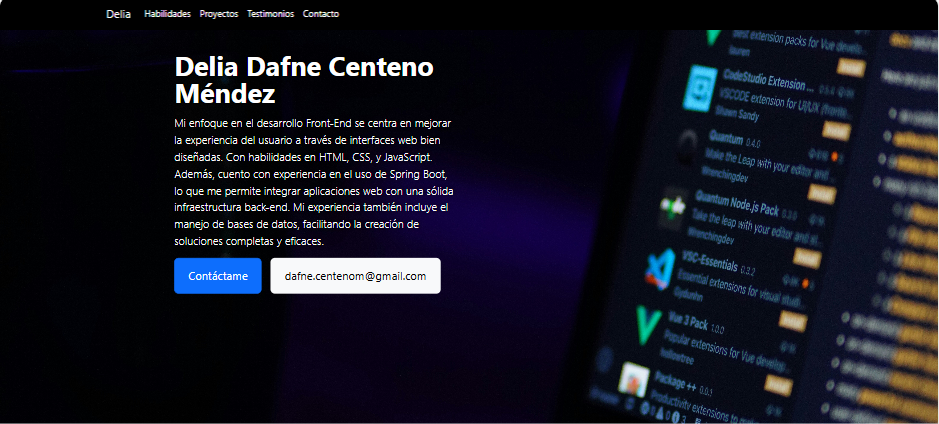 Delia Habilidades Proyectos Testimonios Contacto
Delia Dafne Centeno
Méndez
Mi enfoque en el desarrollo Front-End se centra en mejorar
la experiencia del usuario a través de interfaces web bien
diseñadas. Con habilidades en HTML, CSS, y JavaScript.
Además, cuento con experiencia en el uso de Spring Boot,
lo que me permite integrar aplicaciones web con una sólida
infraestructura back-end. Mi experiencia también incluye el
manejo de bases de datos, facilitando la creación de
soluciones completas y eficaces.
Contáctame dafne.centenom@gmail.com
best extension packs for Vue develo...
lauren
Install
CodeStudio Extension ... 0.5.4
VSCODE extension for UI/UX (fronte...
Shawn Sandy
Install
Quantum 0.4.0
Make the Leap with your editor and ...
Wrenchingdev
Install
Quantum Node.js Pack 0.3.0
Take the leap with your editor and s...
Wrenchingdev
Install
VSC-Essentials 0.3.2
Essential extensions for visual studi...
Install
Vue 3 Pack 1.0.0
Popular extensions for Vue develop...
hollowtree
Install
Package ++ 0.0.1
Productivity extensions to